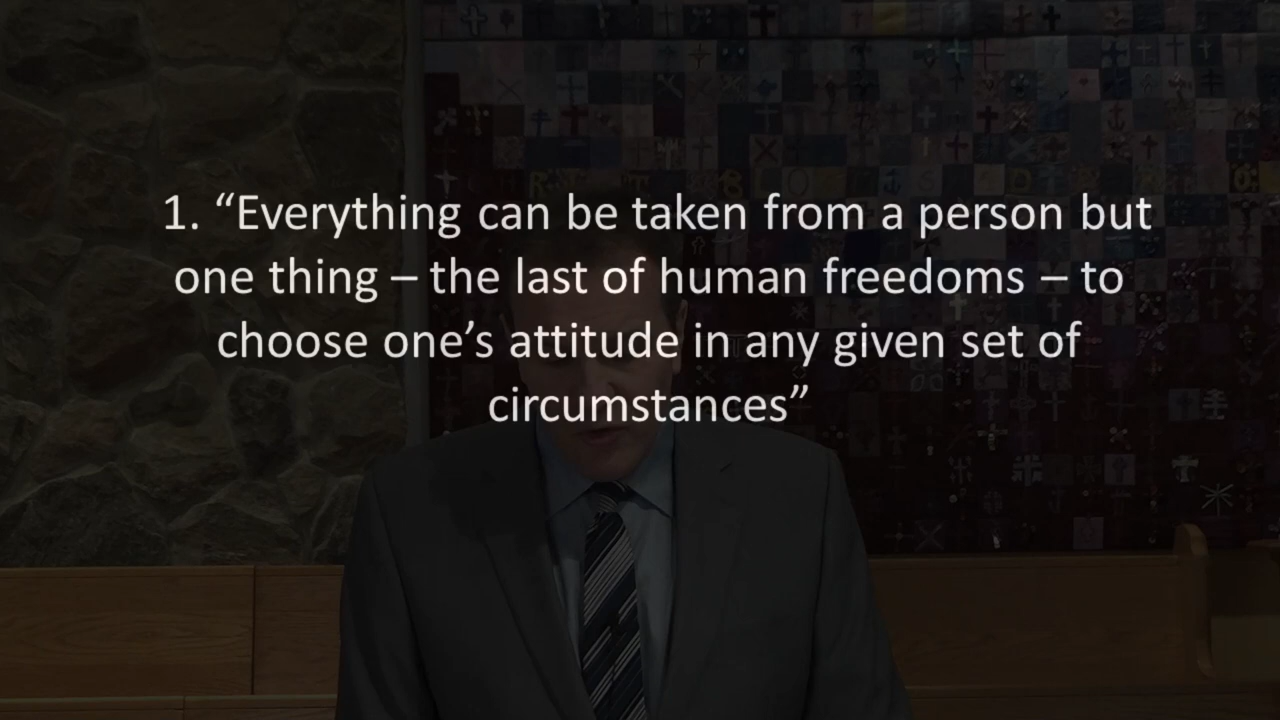 1. “Everything can be taken from a person but
one thing – the last of human freedoms – to
choose one’s attitude in any given set of
circumstances”